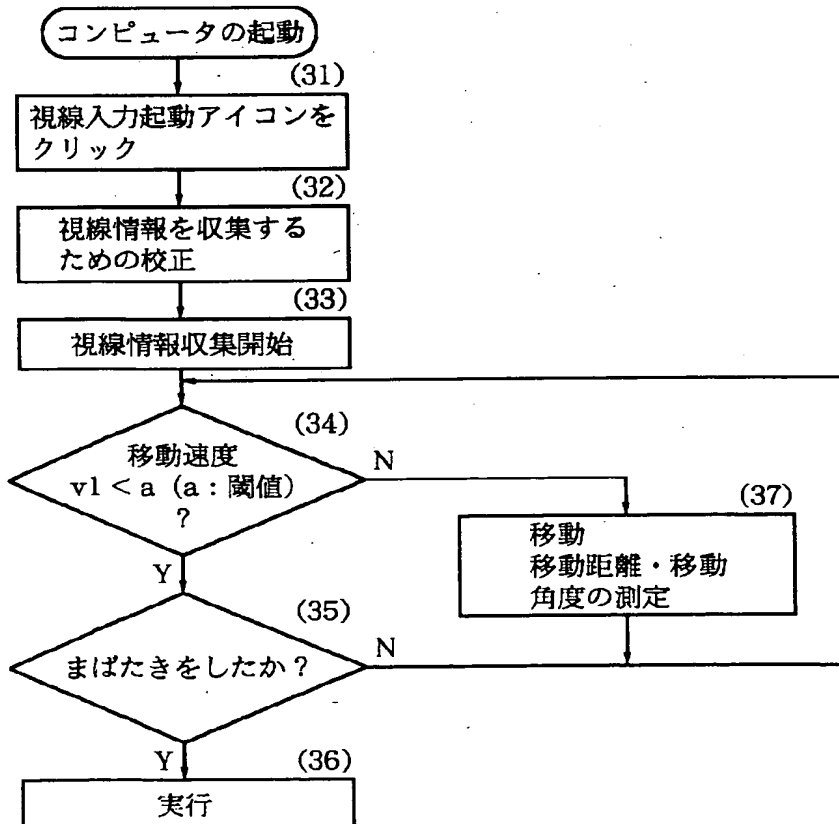 コンピュータの起動
(31)
視線入力起動アイコンを
クリック
(32)
視線情報を収集する
ための校正
(33)
視線情報収集開始
(34)
移動速度
v1 < a (a：閾値)
?
N
Y
(37)
移動
移動距離・移動
角度の測定
(35)
まばたきをしたか？
N
Y
(36)
実行